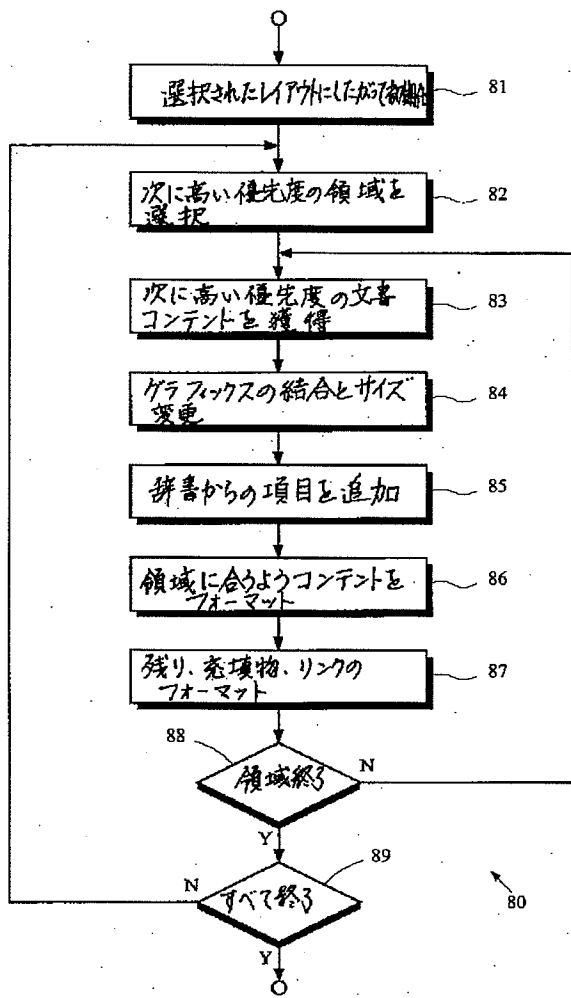 選択されたレイアウトにしたがって初期化
81
次に高い優先度の領域を
選択
82
次に高い優先度の文書
コンテントを獲得
83
グラフィックスの結合とサイズ
変更
84
辞書からの項目を追加
85
領域に合うようコンテントを
フォーマット
86
残り、充填物、リンクの
フォーマット
87
88
領域終了
N
Y
89
すべて終了
N
Y
80